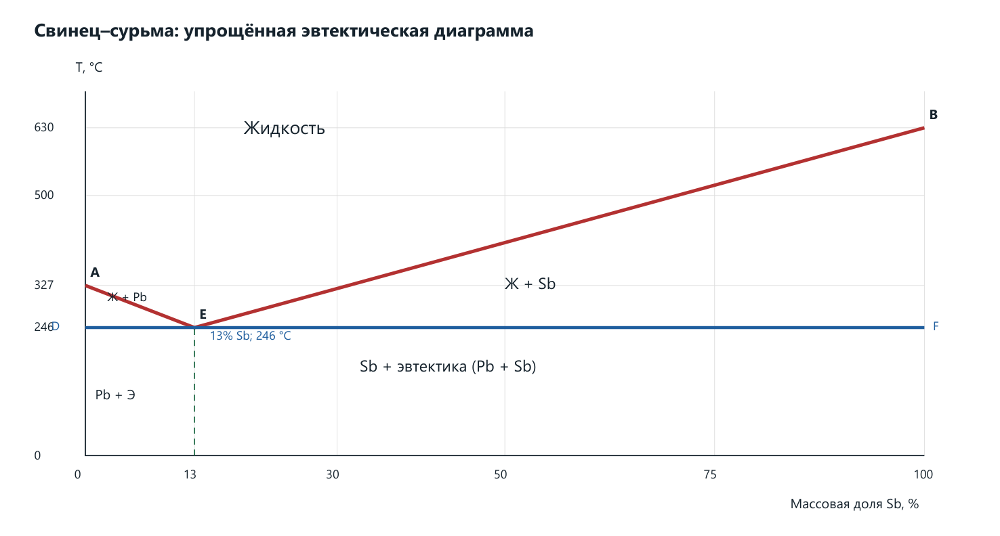 Свинец–сурьма: упрощённая эвтектическая диаграмма
T, °C
B
630
Жидкость
500
A
327
Ж + Sb
Ж + Pb
E
246
D
F
13% Sb; 246 °C
Sb + эвтектика (Pb + Sb)
Pb + Э
0
0 13 30 50 75 100
Массовая доля Sb, %